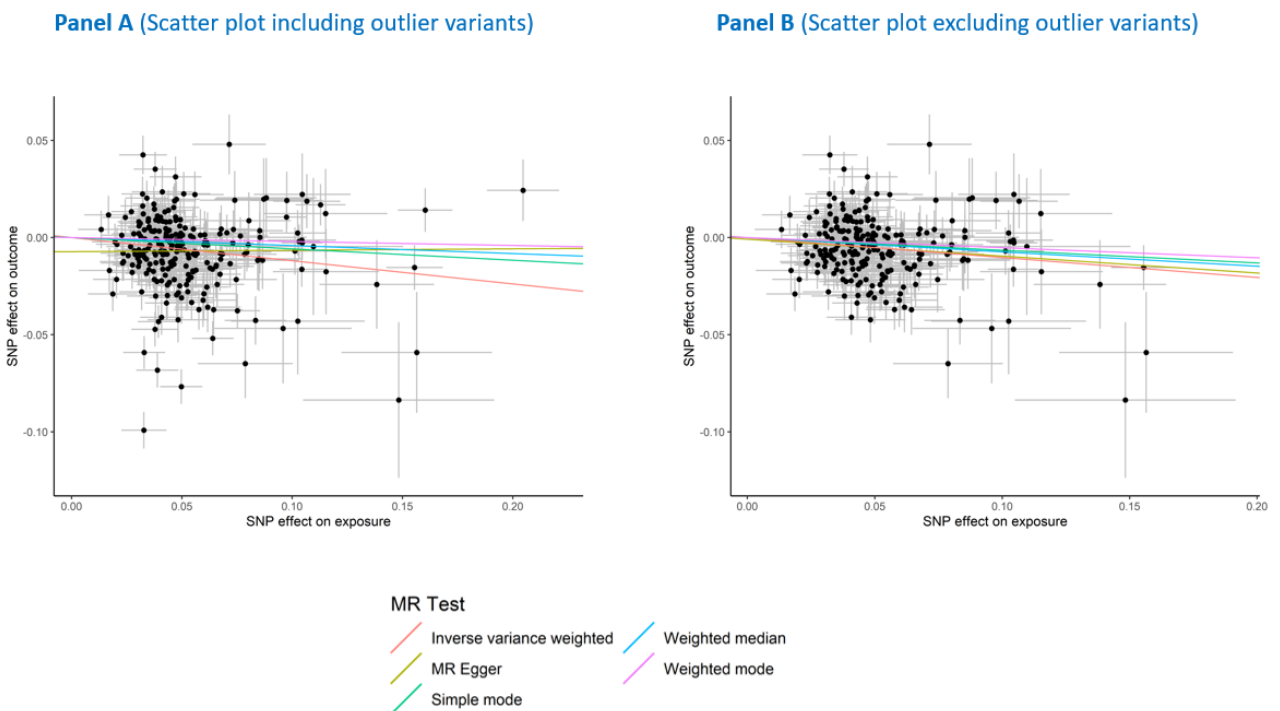 Panel A (Scatter plot including outlier variants)
Panel B (Scatter plot excluding outlier variants)
0.05
0.00
-0.05
-0.10
SNP effect on outcome
0.00 0.05 0.10 0.15 0.20
SNP effect on exposure
0.05
0.00
-0.05
-0.10
SNP effect on outcome
0.00 0.05 0.10 0.15 0.20
SNP effect on exposure
MR Test
Inverse variance weighted
MR Egger
Simple mode
Weighted median
Weighted mode